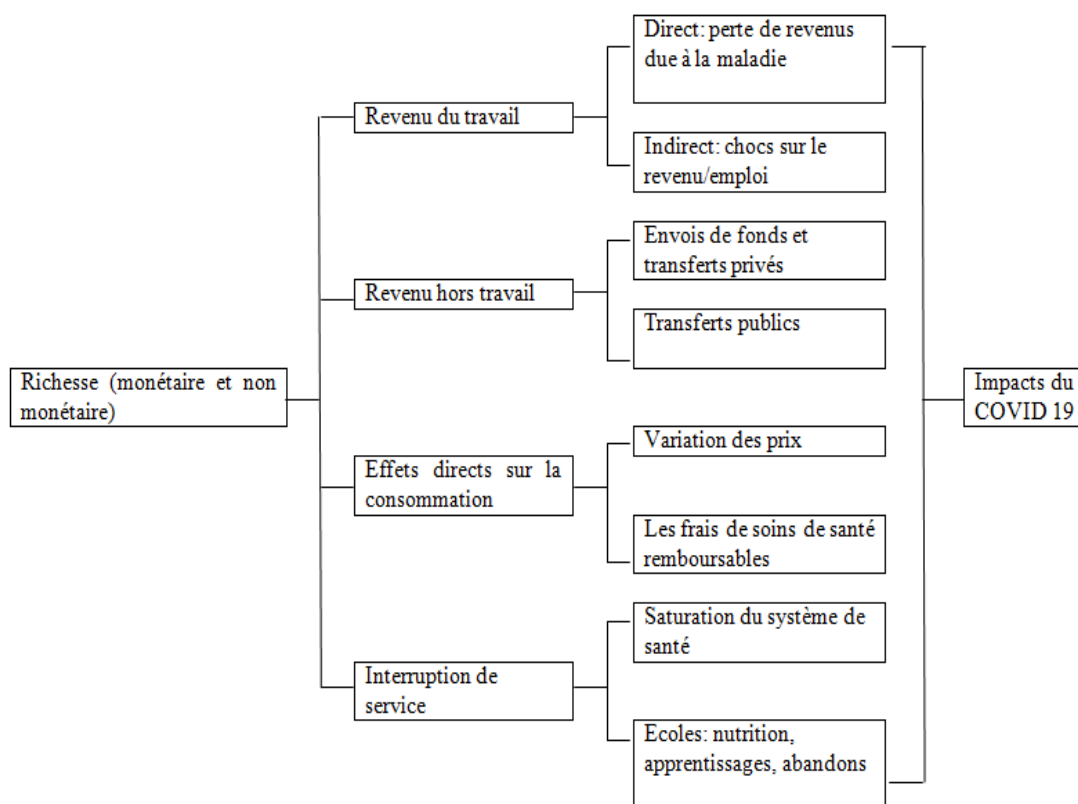 Direct: perte de revenus
due à la maladie
Revenu du travail
Indirect: chocs sur le
revenu/emploi
Envois de fonds et
transferts privés
Revenu hors travail
Transferts publics
Richesse (monétaire et non
monétaire)
Impacts du
COVID 19
Variation des prix
Effets directs sur la
consommation
Les frais de soins de santé
remboursables
Saturation du système de
santé
Interruption de
service
Ecoles: nutrition,
apprentissages, abandons